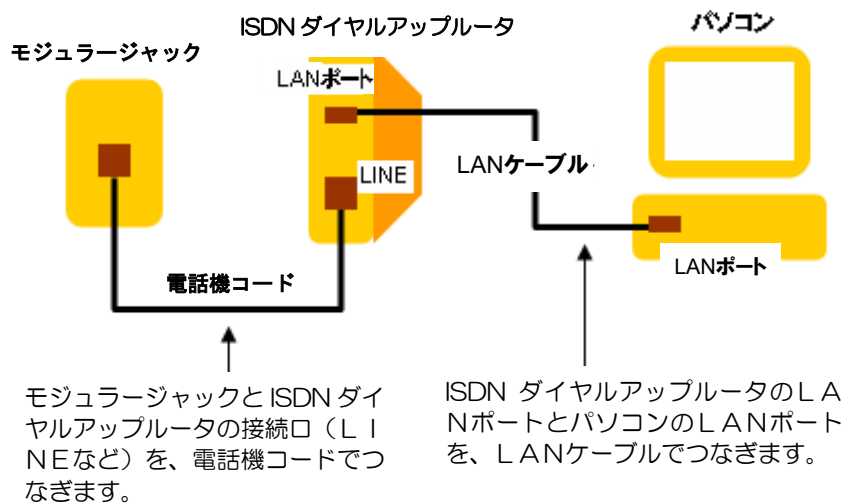 ISDN ダイヤルアップルータ
パソコン
モジュラージャック
LANポート
LINE
LANケーブル
LANポート
電話機コード
モジュラージャックと ISDN ダイ
ヤルアップルータの接続口（ＬＩ
ＮＥなど）を、電話機コードでつ
なぎます。
ISDN ダイヤルアップルータのＬＡ
ＮポートとパソコンのＬＡＮポート
を、ＬＡＮケーブルでつなぎます。